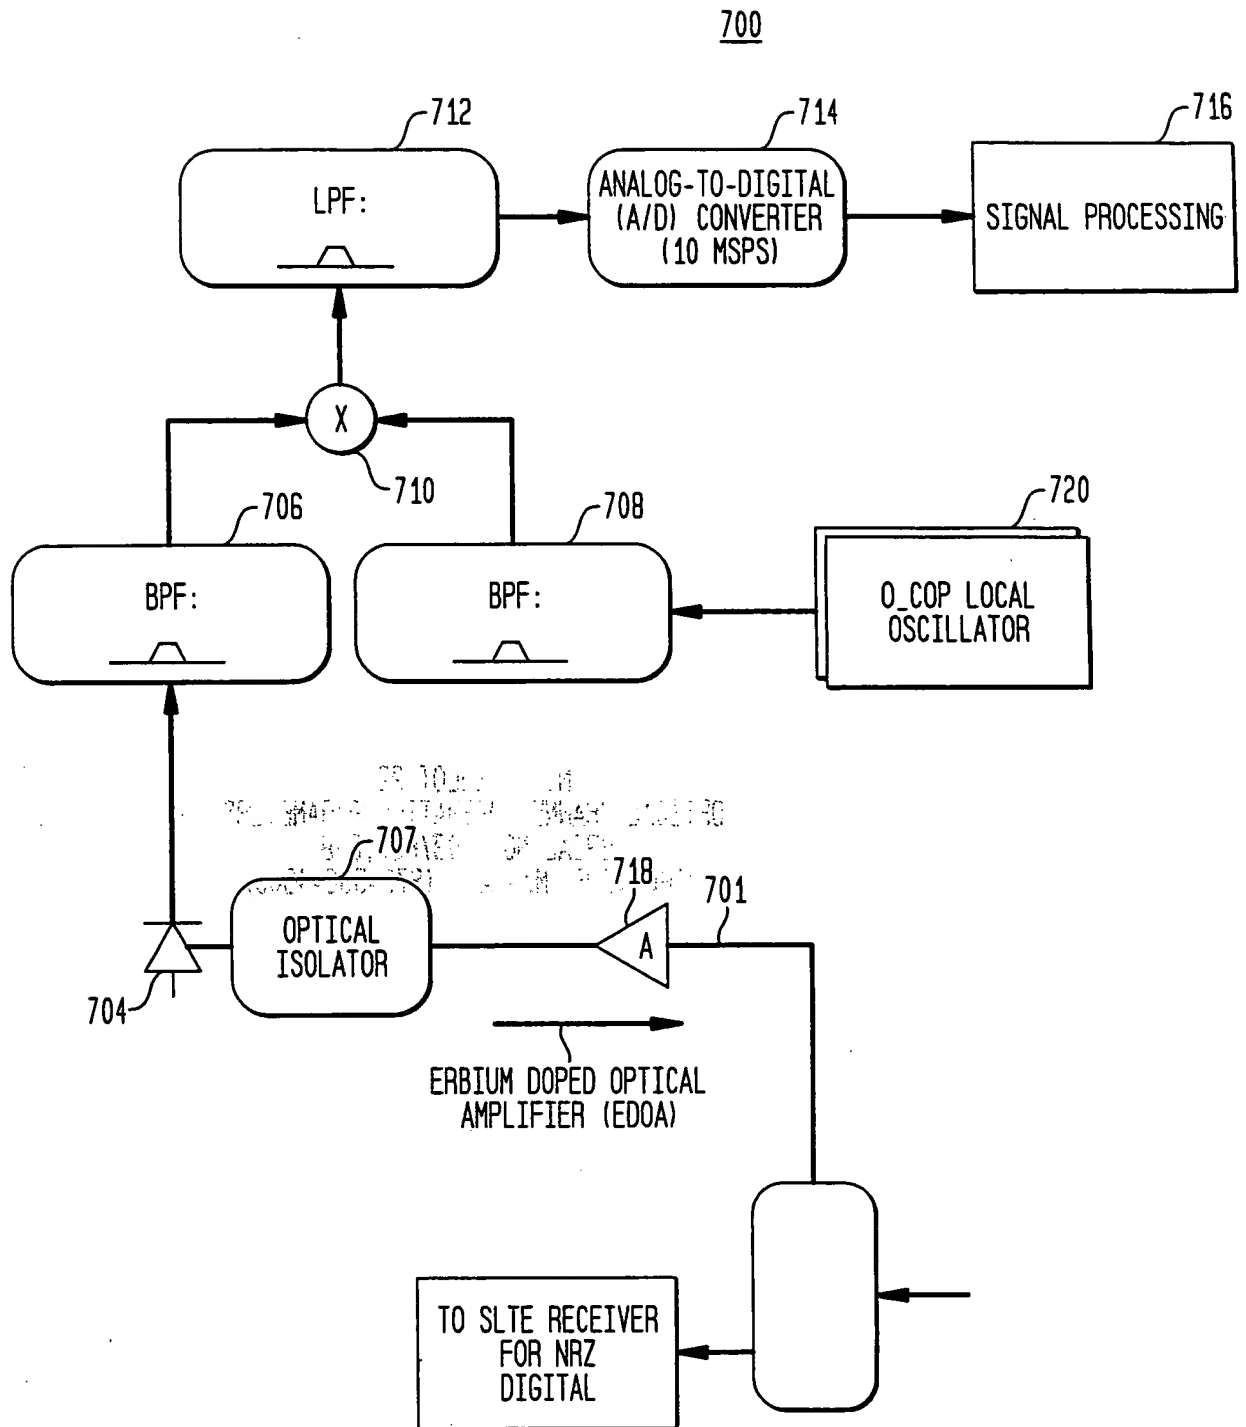 700
712
714
716
LPF:
ANALOG-TO-DIGITAL
(A/D) CONVERTER
(10 MSPS)
SIGNAL PROCESSING
X
710
706
708
720
BPF:
BPF:
O_COP LOCAL
OSCILLATOR
707
718
701
OPTICAL
ISOLATOR
A
704
ERBIUM DOPED OPTICAL
AMPLIFIER (EDOA)
TO SLTE RECEIVER
FOR NRZ
DIGITAL